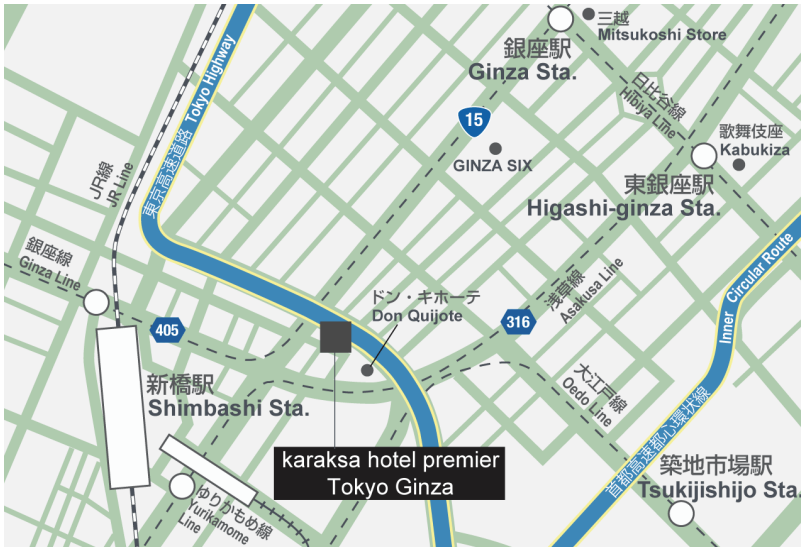 三越
Mitsukoshi Store
銀座駅
Ginza Sta.
日比谷線
Hibiya Line
東京高速道路 Tokyo Highway
15
GINZA SIX
歌舞伎座
Kabukiza
東銀座駅
Higashi-ginza Sta.
JR線
JR Line
銀座線
Ginza Line
405
ドン・キホーテ
Don Quijote
316
浅草線
Asakusa Line
Inner Circular Route
首都高速都心環状線
新橋駅
Shimbashi Sta.
大江戸線
Oedo Line
karaksa hotel premier
Tokyo Ginza
築地市場駅
Tsukijishijo Sta.
ゆりかもめ線
Yurikamome
Line